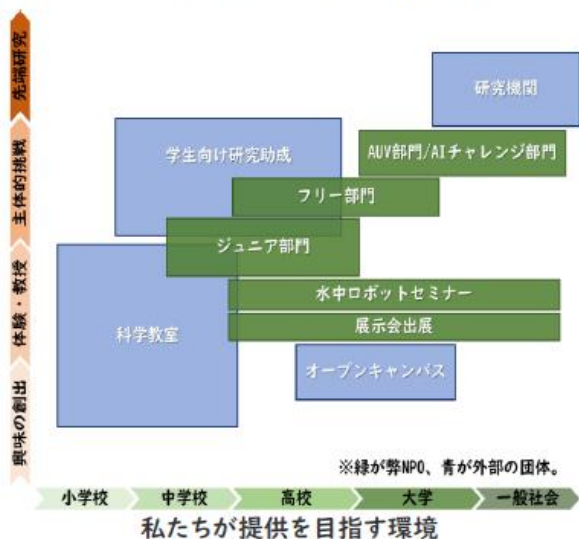 先端研究
主体的挑戦
体験・教授
興味の創出
研究機関
学生向け研究助成
AUV部門/AIチャレンジ部門
フリー部門
ジュニア部門
水中ロボットセミナー
科学教室
展示会出展
オープンキャンパス
※緑が弊NPO、青が外部の団体。
小学校
中学校
高校
大学
一般社会
私たちが提供を目指す環境